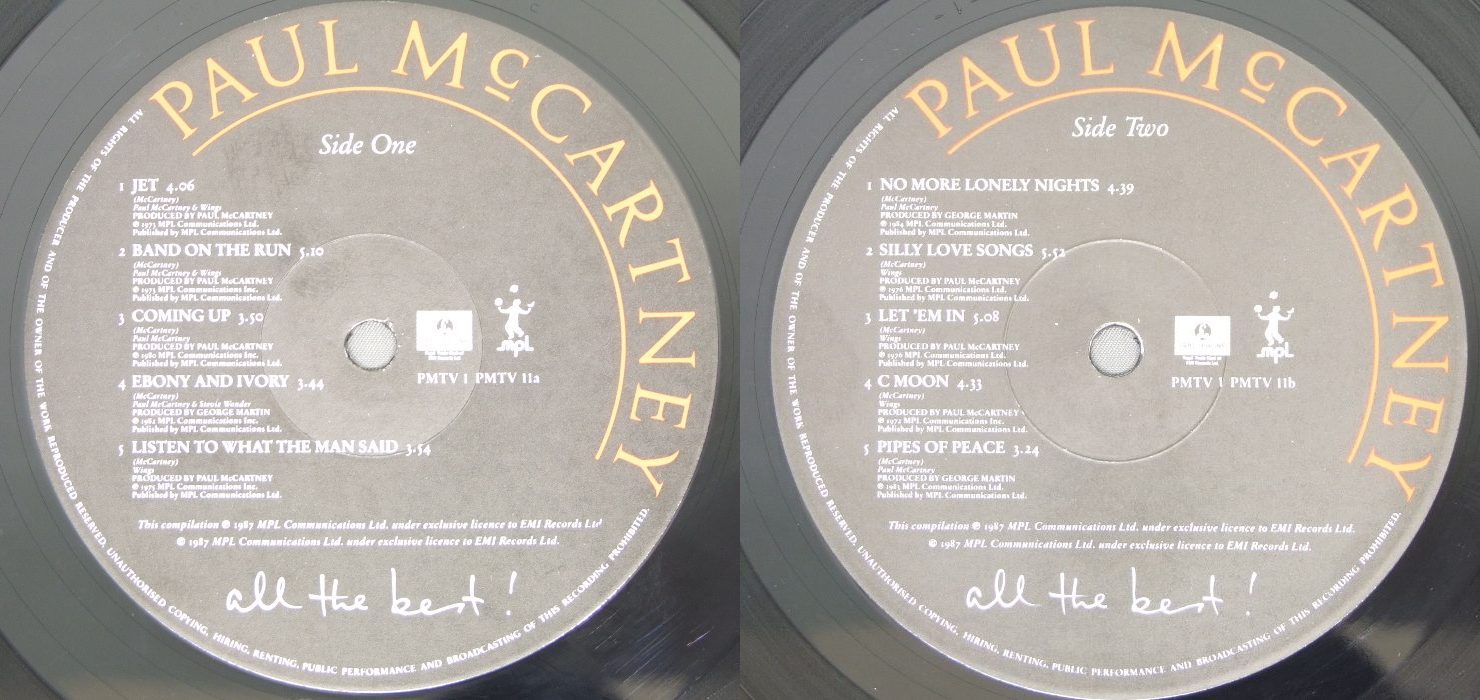 PAUL McCARTNEY
Side One
1 JET 4.06
(McCartney)
Paul McCartney & Wings
PRODUCED BY PAUL McCARTNEY
℗ 1973 MPL Communications Ltd.
Published by MPL Communications Ltd.
2 BAND ON THE RUN 5.10
(McCartney)
Paul McCartney & Wings
PRODUCED BY PAUL McCARTNEY
℗ 1973 MPL Communications Ltd.
Published by MPL Communications Ltd.
3 COMING UP 3.50
(McCartney)
Paul McCartney
PRODUCED BY PAUL McCARTNEY
℗ 1980 MPL Communications Inc.
Published by MPL Communications Ltd.
4 EBONY AND IVORY 3.44
(McCartney)
Paul McCartney & Stevie Wonder
PRODUCED BY GEORGE MARTIN
℗ 1982 MPL Communications Inc.
Published by MPL Communications Ltd.
5 LISTEN TO WHAT THE MAN SAID 3.54
(McCartney)
Wings
PRODUCED BY PAUL McCARTNEY
℗ 1975 MPL Communications Inc.
Published by MPL Communications Ltd.
MPL
PMTV 1 PMTV 11a
This compilation ℗ 1987 MPL Communications Ltd. under exclusive licence to EMI Records Ltd
© 1987 MPL Communications Ltd. under exclusive licence to EMI Records Ltd.
all the best!
ALL RIGHTS OF THE PRODUCER AND OF THE OWNER OF THE WORK REPRODUCED RESERVED. UNAUTHORISED COPYING, HIRING, RENTING, PUBLIC PERFORMANCE AND BROADCASTING OF THIS RECORDING PROHIBITED.
PAUL McCARTNEY
Side Two
1 NO MORE LONELY NIGHTS 4.39
(McCartney)
Paul McCartney
PRODUCED BY GEORGE MARTIN
℗ 1984 MPL Communications Ltd.
Published by MPL Communications Ltd.
2 SILLY LOVE SONGS 5.52
(McCartney)
Wings
PRODUCED BY PAUL McCARTNEY
℗ 1976 MPL Communications Inc.
Published by MPL Communications Ltd.
3 LET 'EM IN 5.08
(McCartney)
Wings
PRODUCED BY PAUL McCARTNEY
℗ 1976 MPL Communications Inc.
Published by MPL Communications Ltd.
4 C MOON 4.33
(McCartney)
Wings
PRODUCED BY PAUL McCARTNEY
℗ 1972 MPL Communications Inc.
Published by MPL Communications Ltd.
5 PIPES OF PEACE 3.24
(McCartney)
Paul McCartney
PRODUCED BY GEORGE MARTIN
℗ 1983 MPL Communications Ltd.
Published by MPL Communications Ltd.
MPL
PMTV 1 PMTV 11b
This compilation ℗ 1987 MPL Communications Ltd. under exclusive licence to EMI Records Ltd.
© 1987 MPL Communications Ltd. under exclusive licence to EMI Records Ltd.
all the best!
ALL RIGHTS OF THE PRODUCER AND OF THE OWNER OF THE WORK REPRODUCED RESERVED. UNAUTHORISED COPYING, HIRING, RENTING, PUBLIC PERFORMANCE AND BROADCASTING OF THIS RECORDING PROHIBITED.